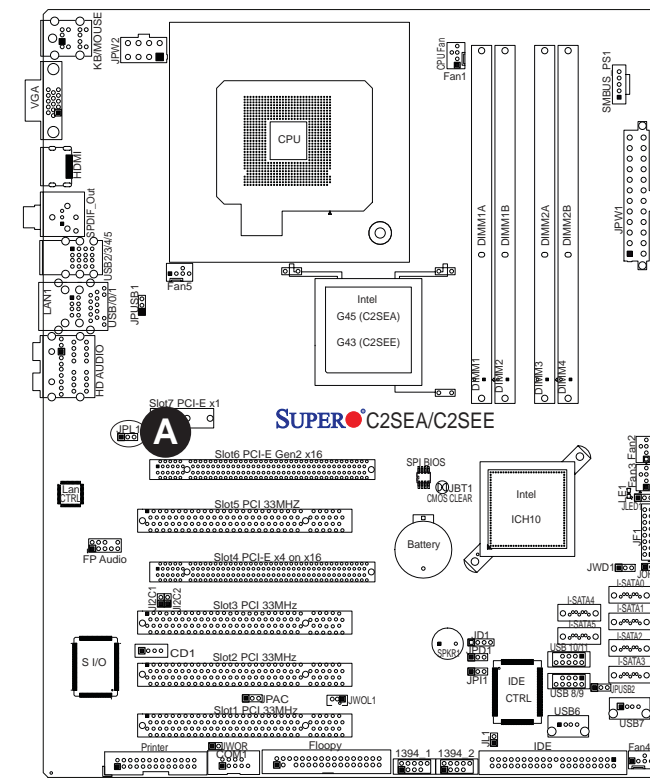 KB/MOUSE
JPW2
CPU Fan
Fan1
SMBUS_PS1
VGA
CPU
HDMI
SPDIF_Out
DIMM1A
DIMM1B
DIMM2A
DIMM2B
JPW1
USB2/3/4/5
Fan5
LAN1
USB/0/1
JPUSB1
Intel
G45 (C2SEA)
G43 (C2SEE)
HD AUDIO
DIMM1
DIMM2
DIMM3
DIMM4
Slot7 PCI-E x1
JPL1
A
SUPER C2SEA/C2SEE
Slot6 PCI-E Gen2 x16
SPI BIOS
JBT1
CMOS CLEAR
Fan2
Fan3
Lan
CTRL
Intel
ICH10
JLED1
Slot5 PCI 33MHZ
JF1
Battery
FP Audio
Slot4 PCI-E x4 on x16
JWD1
I-SATA0
JI2C1
JI2C2
I-SATA4
I-SATA1
Slot3 PCI 33MHz
I-SATA5
I-SATA2
CD1
SPKR1
JD1
JPD1
USB 10/11
S I/O
Slot2 PCI 33MHz
I-SATA3
JPI1
IDE
CTRL
USB 8/9
JPUSB2
JPAC
JWOL1
Slot1 PCI 33MHz
USB6
USB7
JL1
Printer
JWOR
COM1
Floppy
1394_1
1394_2
IDE
Fan4